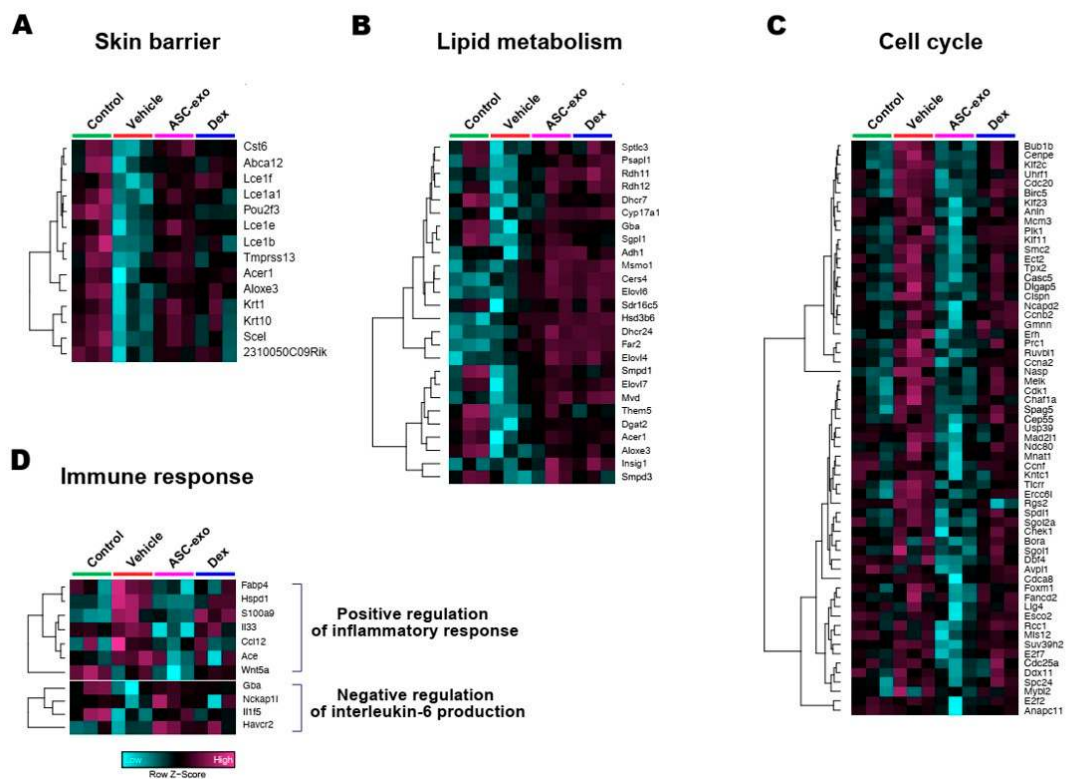 A
Skin barrier
Control
Vehicle
ASC-exo
Dex
Cst6
Abca12
Lce1f
Lce1a1
Pou2f3
Lce1e
Lce1b
Tmprss13
Acer1
Aloxe3
Krt1
Krt10
Scel
2310050C09Rik
B
Lipid metabolism
Control
Vehicle
ASC-exo
Dex
Sptlc3
Psapl1
Rdh11
Rdh12
Dhcr7
Cyp17a1
Gba
Sgpl1
Adh1
Msmo1
Cers4
Elovl6
Sdr16c5
Hsd3b6
Dhcr24
Far2
Elovl4
Smpd1
Elovl7
Mvd
Them5
Dgat2
Acer1
Aloxe3
Insig1
Smpd3
C
Cell cycle
Control
Vehicle
ASC-exo
Dex
Bub1b
Cenpe
Kif2c
Uhrf1
Cdc20
Birc5
Kif23
Anln
Mcm3
Plk1
Kif11
Smc2
Ect2
Tpx2
Casc5
Dlgap5
Clspn
Ncapd2
Ccnb2
Gmnn
Erh
Prc1
Ruvbl1
Ccna2
Nasp
Melk
Cdk1
Chaf1a
Spag5
Cep55
Usp39
Mad2l1
Ndc80
Mnat1
Ccnf
Kntc1
Ticrr
Ercc6l
Rgs2
Spdl1
Sgol2a
Chek1
Bora
Sgol1
Dbf4
Avpi1
Cdca8
Foxm1
Fancd2
Lig4
Esco2
Rcc1
Mis12
Suv39h2
E2f7
Cdc25a
Ddx11
Spc24
Mybl2
E2f2
Anapc11
D
Immune response
Control
Vehicle
ASC-exo
Dex
Fabp4
Hspd1
S100a9
Il33
Ccl12
Ace
Wnt5a
Positive regulation
of inflammatory response
Gba
Nckap1l
Il1f5
Havcr2
Negative regulation
of interleukin-6 production
Low
High
Row Z-Score